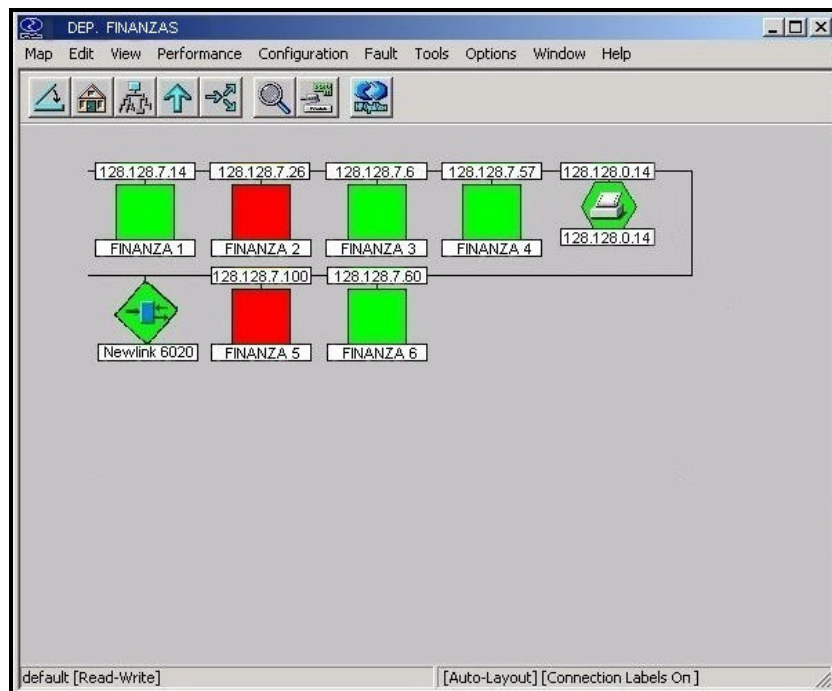 DEP. FINANZAS
Map Edit View Performance Configuration Fault Tools Options Window Help
128.128.7.14 128.128.7.26 128.128.7.6 128.128.7.57 128.128.0.14
FINANZA 1 FINANZA 2 FINANZA 3 FINANZA 4 128.128.0.14
128.128.7.100 128.128.7.60
Newlink 6020 FINANZA 5 FINANZA 6
default [Read-Write] [Auto-Layout] [Connection Labels On]